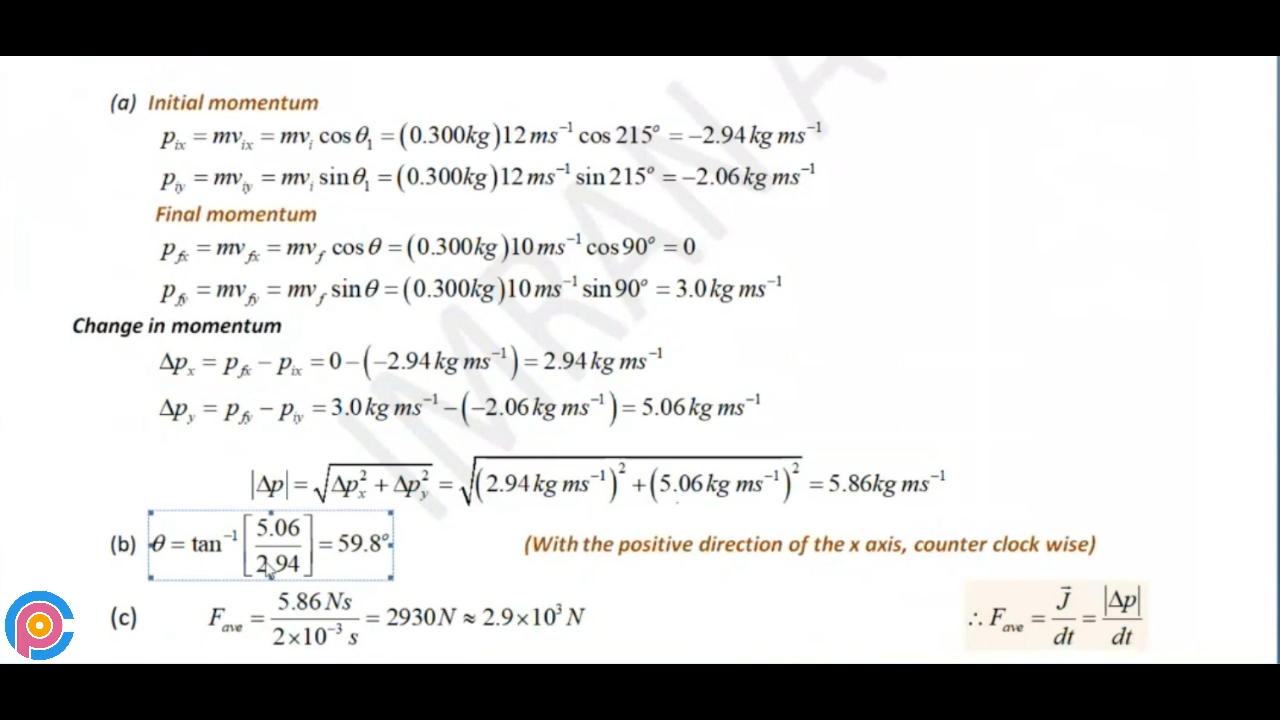 (a) Initial momentum
p_ix = mv_ix = mv_i cos θ_1 = (0.300kg)12 ms⁻¹ cos 215° = −2.94 kg ms⁻¹
p_iy = mv_iy = mv_i sin θ_1 = (0.300kg)12 ms⁻¹ sin 215° = −2.06 kg ms⁻¹
Final momentum
p_fx = mv_fx = mv_f cos θ = (0.300kg)10 ms⁻¹ cos 90° = 0
p_fy = mv_fy = mv_f sin θ = (0.300kg)10 ms⁻¹ sin 90° = 3.0 kg ms⁻¹
Change in momentum
Δp_x = p_fx − p_ix = 0 − (−2.94 kg ms⁻¹) = 2.94 kg ms⁻¹
Δp_y = p_fy − p_iy = 3.0 kg ms⁻¹ − (−2.06 kg ms⁻¹) = 5.06 kg ms⁻¹
|Δp| = √(Δp_x² + Δp_y²) = √((2.94 kg ms⁻¹)² + (5.06 kg ms⁻¹)²) = 5.86kg ms⁻¹
(b) θ = tan⁻¹ [5.06/2.94] = 59.8° (With the positive direction of the x axis, counter clock wise)
(c) F_ave = 5.86 Ns / 2×10⁻³ s = 2930 N ≈ 2.9×10³ N ∴ F_ave = J⃗/dt = |Δp|/dt
IMRAN A